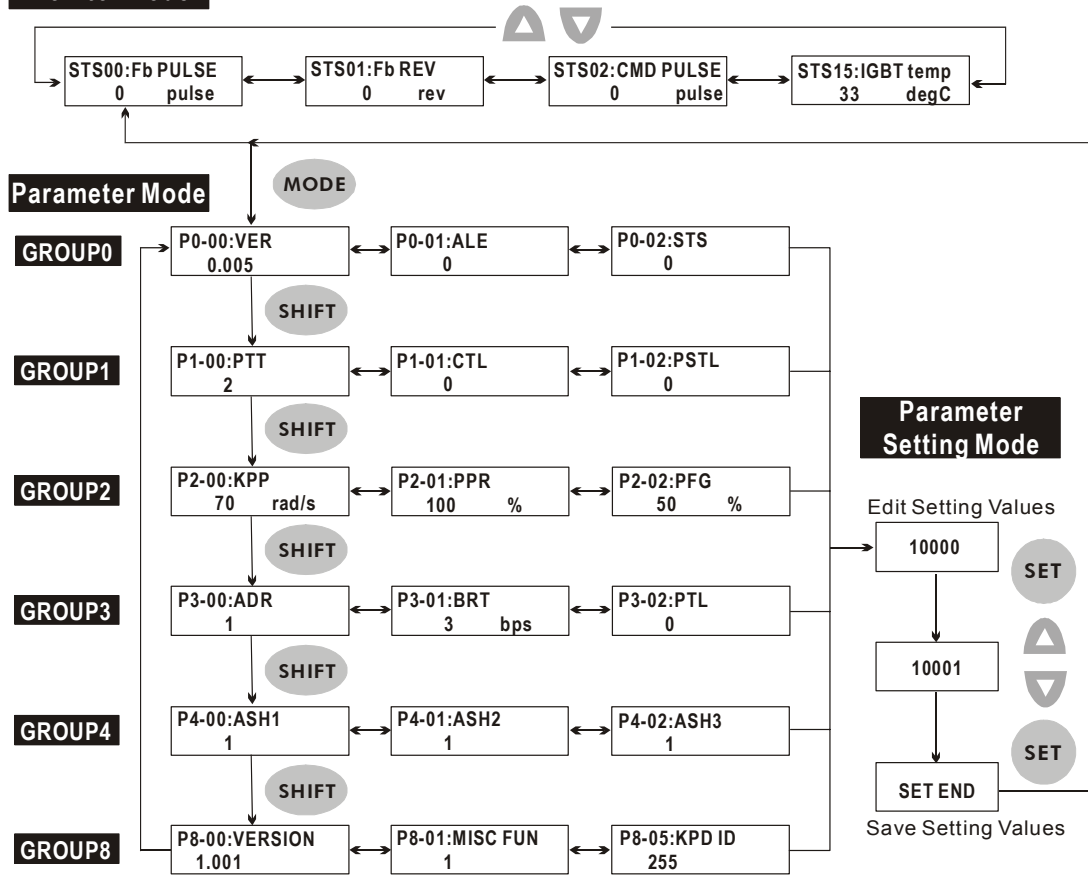 STS00:Fb PULSE
0 pulse
STS01:Fb REV
0 rev
STS02:CMD PULSE
0 pulse
STS15:IGBT temp
33 degC
MODE
Parameter Mode
GROUP0
P0-00:VER
0.005
P0-01:ALE
0
P0-02:STS
0
SHIFT
GROUP1
P1-00:PTT
2
P1-01:CTL
0
P1-02:PSTL
0
SHIFT
GROUP2
P2-00:KPP
70 rad/s
P2-01:PPR
100 %
P2-02:PFG
50 %
SHIFT
GROUP3
P3-00:ADR
1
P3-01:BRT
3 bps
P3-02:PTL
0
SHIFT
GROUP4
P4-00:ASH1
1
P4-01:ASH2
1
P4-02:ASH3
1
SHIFT
GROUP8
P8-00:VERSION
1.001
P8-01:MISC FUN
1
P8-05:KPD ID
255
Parameter
Setting Mode
Edit Setting Values
10000
SET
10001
SET
SET END
Save Setting Values